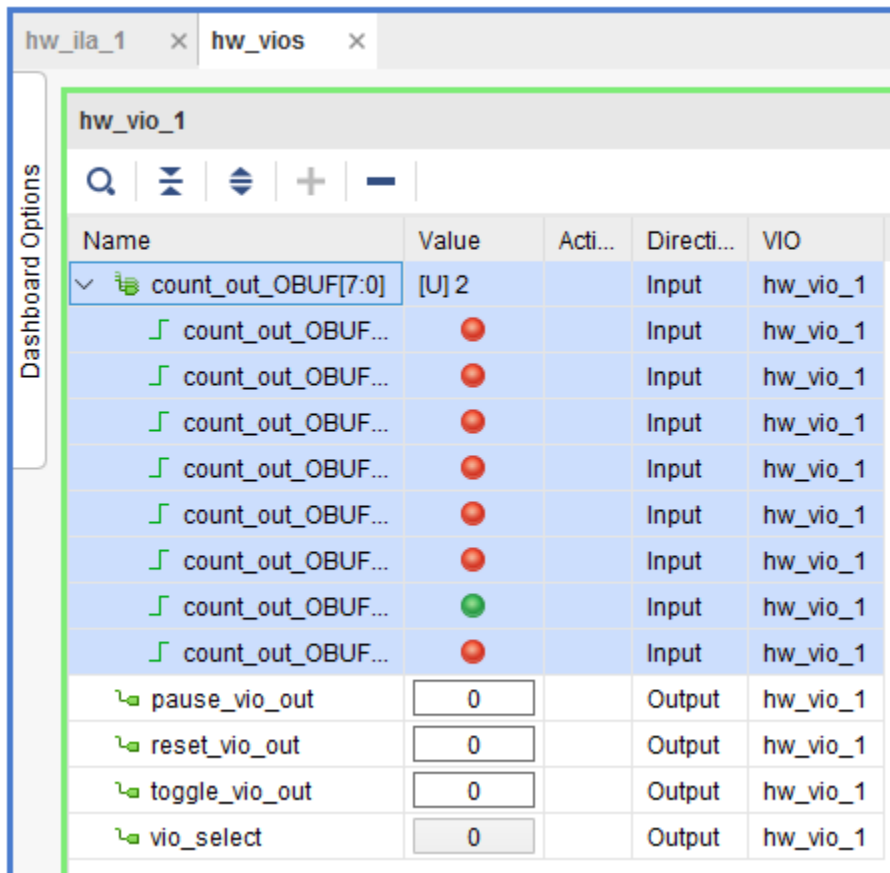 hw_ila_1 × hw_vios ×
Dashboard Options
hw_vio_1
Name Value Acti... Directi... VIO
count_out_OBUF[7:0] [U] 2 Input hw_vio_1
count_out_OBUF... Input hw_vio_1
count_out_OBUF... Input hw_vio_1
count_out_OBUF... Input hw_vio_1
count_out_OBUF... Input hw_vio_1
count_out_OBUF... Input hw_vio_1
count_out_OBUF... Input hw_vio_1
count_out_OBUF... Input hw_vio_1
count_out_OBUF... Input hw_vio_1
pause_vio_out 0 Output hw_vio_1
reset_vio_out 0 Output hw_vio_1
toggle_vio_out 0 Output hw_vio_1
vio_select 0 Output hw_vio_1